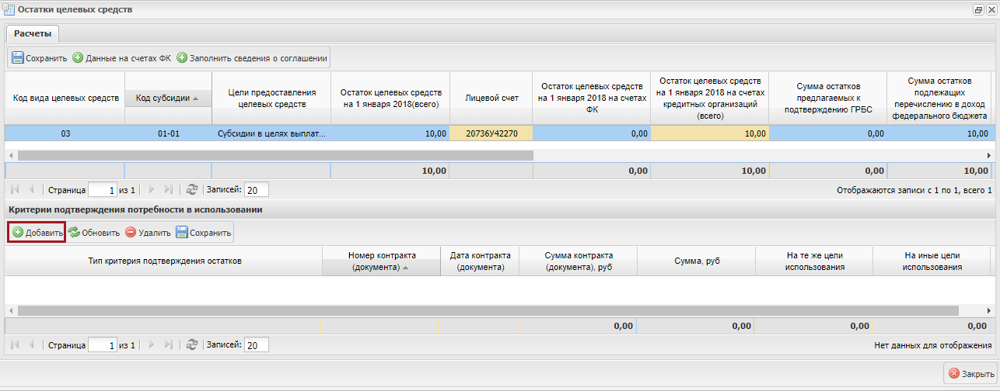 Остатки целевых средств
Расчеты
Сохранить Данные на счетах ФК Заполнить сведения о соглашении
Код вида целевых средств
Код субсидии
Цели предоставления
целевых средств
Остаток целевых средств
на 1 января 2018(всего)
Лицевой счет
Остаток целевых средств
на 1 января 2018 на счетах
ФК
Остаток целевых средств
на 1 января 2018 на счетах
кредитных организаций
(всего)
Сумма остатков
предлагаемых к
подтверждению ГРБС
Сумма остатков
подлежащих
перечислению в доход
федерального бюджета
03 01-01 Субсидии в целях выплат... 10,00 20736У42270 0,00 10,00 0,00 10,00
10,00 0,00 10,00 0,00 10,00
Страница 1 из 1 Записей: 20 Отображаются записи с 1 по 1, всего 1
Критерии подтверждения потребности в использовании
Добавить Обновить Удалить Сохранить
Тип критерия подтверждения остатков
Номер контракта
(документа)
Дата контракта
(документа)
Сумма контракта
(документа), руб
Сумма, руб
На те же цели
использования
На иные цели
использования
0,00 0,00 0,00 0,00
Страница 1 из 1 Записей: 20 Нет данных для отображения
Закрыть